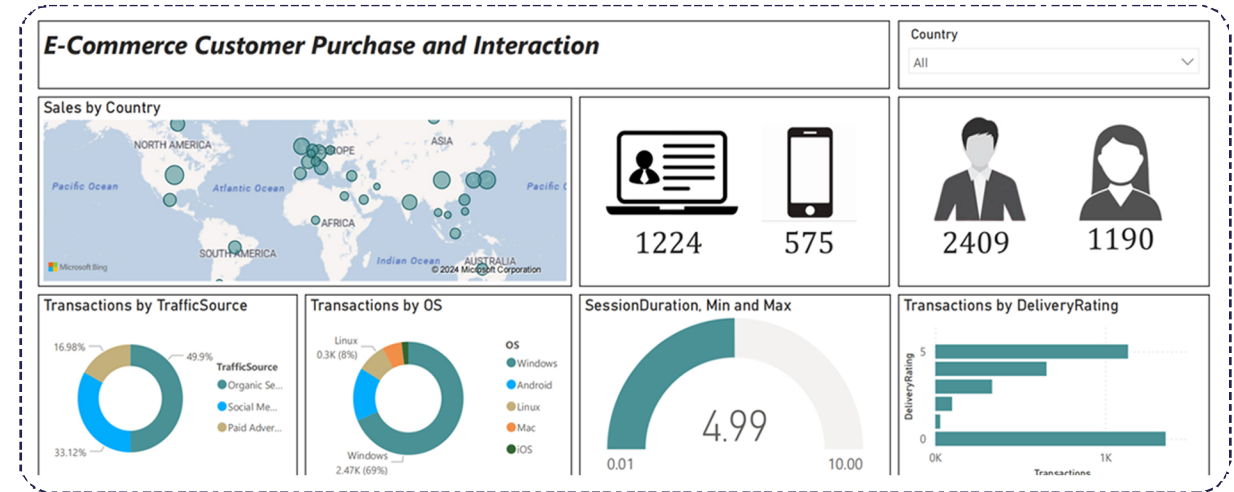 E-Commerce Customer Purchase and Interaction
Country
All
Sales by Country
NORTH AMERICA
ASIA
OPE
Pacific Ocean
Atlantic Ocean
Pacific
AFRICA
SOUTH AMERICA
Indian Ocean
AUSTRALIA
Microsoft Bing
© 2024 Microsoft Corporation
1224
575
2409
1190
Transactions by TrafficSource
16.98%
49.9%
33.12%
TrafficSource
Organic Se...
Social Me...
Paid Adver...
Transactions by OS
Linux
0.3K (8%)
Windows
2.47K (69%)
OS
Windows
Android
Linux
Mac
iOS
SessionDuration, Min and Max
4.99
0.01
10.00
Transactions by DeliveryRating
DeliveryRating
5
0
0K
1K
Transactions